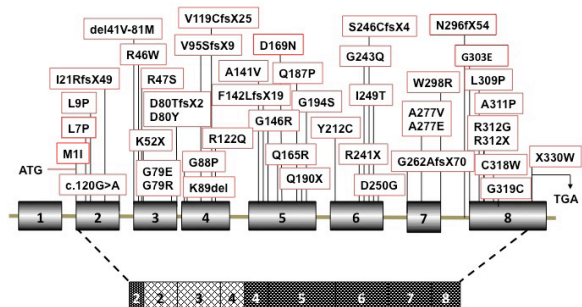 V119CfsX25
S246CfsX4
N296fX54
del41V-81M
R46W
V95SfsX9
D169N
G243Q
G303E
I21RfsX49
R47S
A141V
Q187P
W298R
L309P
L9P
D80TfsX2
D80Y
F142LfsX19
G194S
I249T
A277V
A277E
A311P
L7P
K52X
R122Q
G146R
Y212C
R312G
R312X
M1I
G79E
G79R
G88P
Q165R
R241X
G262AfsX70
C318W
X330W
ATG
c.120G>A
K89del
Q190X
D250G
G319C
TGA
1
2
3
4
5
6
7
8
2
2
3
4
4
5
6
7
8